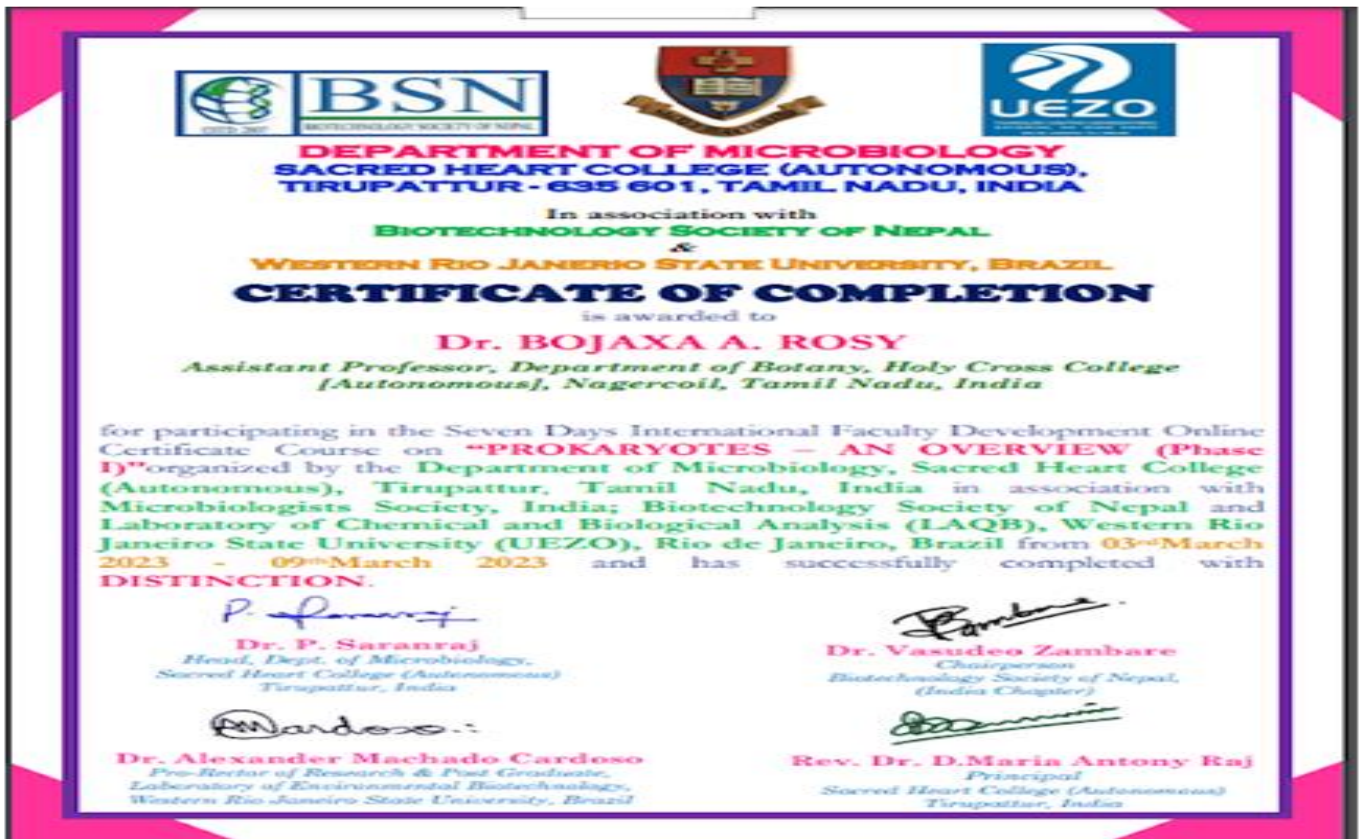 BSN
BIOTECHNOLOGY SOCIETY OF NEPAL
UEZO
DEPARTMENT OF MICROBIOLOGY
SACRED HEART COLLEGE (AUTONOMOUS),
TIRUPATTUR - 635 601, TAMIL NADU, INDIA
In association with
BIOTECHNOLOGY SOCIETY OF NEPAL
&
WESTERN RIO JANERIO STATE UNIVERSITY, BRAZIL
CERTIFICATE OF COMPLETION
is awarded to
Dr. BOJAXA A. ROSY
Assistant Professor, Department of Botany, Holy Cross College
[Autonomous], Nagercoil, Tamil Nadu, India
for participating in the Seven Days International Faculty Development Online
Certificate Course on “PROKARYOTES – AN OVERVIEW (Phase
I)”organized by the Department of Microbiology, Sacred Heart College
(Autonomous), Tirupattur, Tamil Nadu, India in association with
Microbiologists Society, India; Biotechnology Society of Nepal and
Laboratory of Chemical and Biological Analysis (LAQB), Western Rio
Janeiro State University (UEZO), Rio de Janeiro, Brazil from 03rdMarch
2023 - 09thMarch 2023 and has successfully completed with
DISTINCTION.
Dr. P. Saranraj
Head, Dept. of Microbiology,
Sacred Heart College (Autonomous)
Tirupattur, India
Dr. Vasudeo Zambare
Chairperson
Biotechnology Society of Nepal,
(India Chapter)
Dr. Alexander Machado Cardoso
Pro-Rector of Research & Post Graduate,
Laboratory of Environmental Biotechnology,
Western Rio Janeiro State University, Brazil
Rev. Dr. D.Maria Antony Raj
Principal
Sacred Heart College (Autonomous)
Tirupattur, India